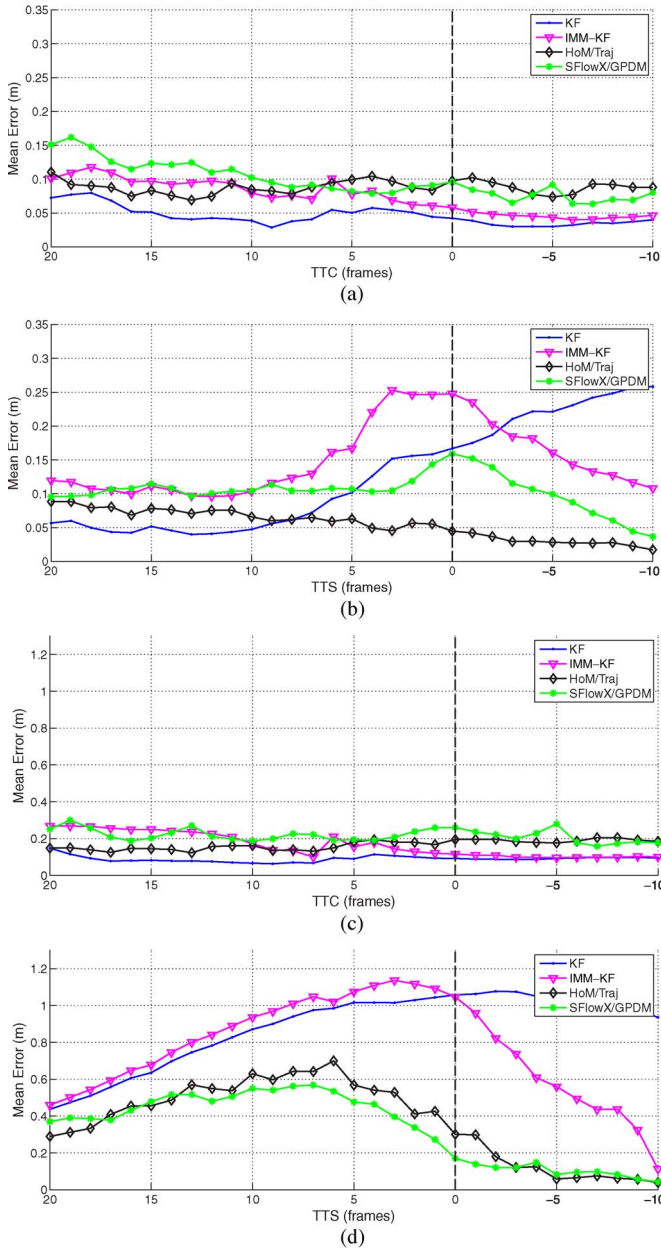 0.35
0.3
0.25
0.2
0.15
0.1
0.05
0
Mean Error (m)
KF
IMM−KF
HoM/Traj
SFlowX/GPDM
20 15 10 5 0 −5 −10
TTC (frames)
(a)
0.35
0.3
0.25
0.2
0.15
0.1
0.05
0
Mean Error (m)
KF
IMM−KF
HoM/Traj
SFlowX/GPDM
20 15 10 5 0 −5 −10
TTS (frames)
(b)
1.2
1
0.8
0.6
0.4
0.2
0
Mean Error (m)
KF
IMM−KF
HoM/Traj
SFlowX/GPDM
20 15 10 5 0 −5 −10
TTC (frames)
(c)
1.2
1
0.8
0.6
0.4
0.2
0
Mean Error (m)
KF
IMM−KF
HoM/Traj
SFlowX/GPDM
20 15 10 5 0 −5 −10
TTS (frames)
(d)